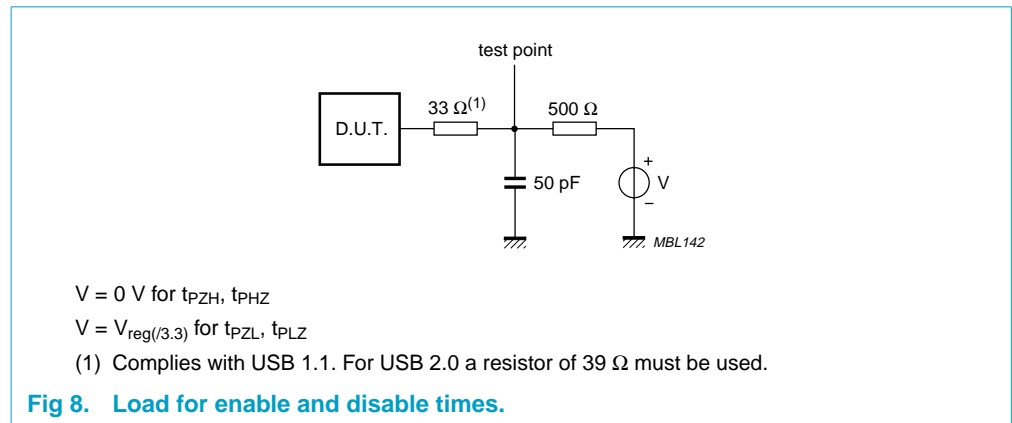 test point
33 Ω(1)
500 Ω
D.U.T.
+
50 pF
V
–
MBL142
V = 0 V for tPZH, tPHZ
V = Vreg(/3.3) for tPZL, tPLZ
(1) Complies with USB 1.1. For USB 2.0 a resistor of 39 Ω must be used.
Fig 8. Load for enable and disable times.